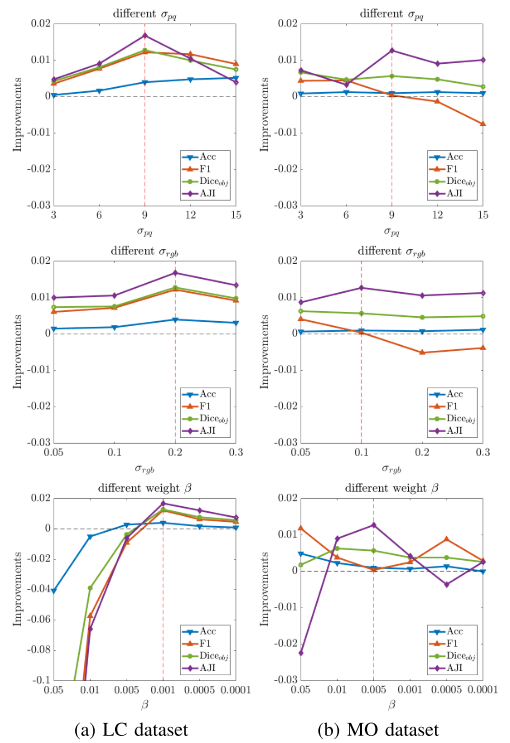 different σpq
0.02
0.01
0
-0.01
-0.02
-0.03
Improvements
Acc
F1
Diceobj
AJI
3 6 9 12 15
σpq
different σpq
0.02
0.01
0
-0.01
-0.02
-0.03
Improvements
Acc
F1
Diceobj
AJI
3 6 9 12 15
σpq
different σrgb
0.02
0.01
0
-0.01
-0.02
-0.03
Improvements
Acc
F1
Diceobj
AJI
0.05 0.1 0.2 0.3
σrgb
different σrgb
0.02
0.01
0
-0.01
-0.02
-0.03
Improvements
Acc
F1
Diceobj
AJI
0.05 0.1 0.2 0.3
σrgb
different weight β
0.02
0
-0.02
-0.04
-0.06
-0.08
-0.1
Improvements
Acc
F1
Diceobj
AJI
0.05 0.01 0.005 0.001 0.0005 0.0001
β
different weight β
0.02
0.01
0
-0.01
-0.02
-0.03
Improvements
Acc
F1
Diceobj
AJI
0.05 0.01 0.005 0.001 0.0005 0.0001
β
(a) LC dataset
(b) MO dataset